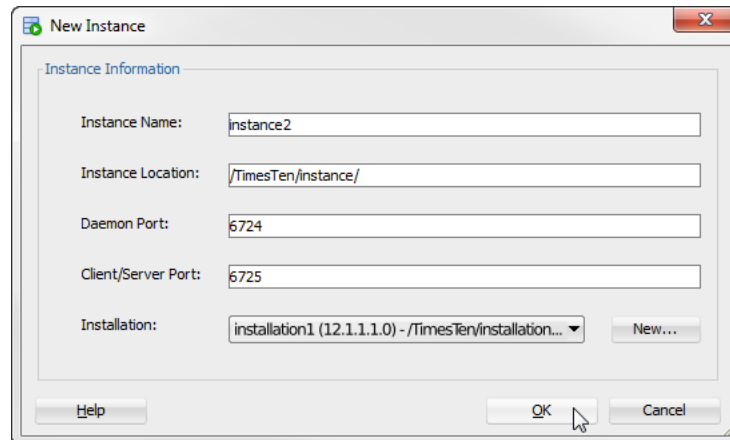 New Instance
Instance Information
Instance Name: instance2
Instance Location: /TimesTen/instance/
Daemon Port: 6724
Client/Server Port: 6725
Installation: installation1 (12.1.1.1.0) - /TimesTen/installation... New...
Help OK Cancel